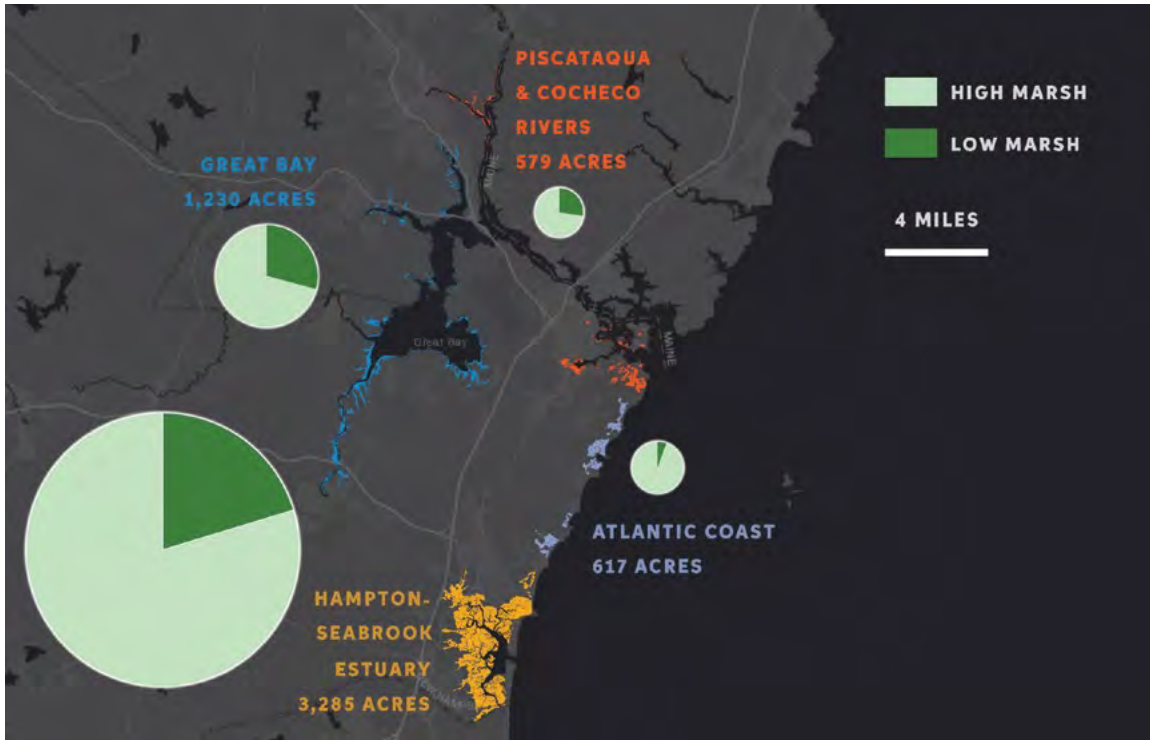 PISCATAQUA
& COCHECO
RIVERS
579 ACRES
HIGH MARSH
LOW MARSH
4 MILES
GREAT BAY
1,230 ACRES
MAINE
Great Bay
MAINE
ATLANTIC COAST
617 ACRES
HAMPTON-
SEABROOK
ESTUARY
3,285 ACRES